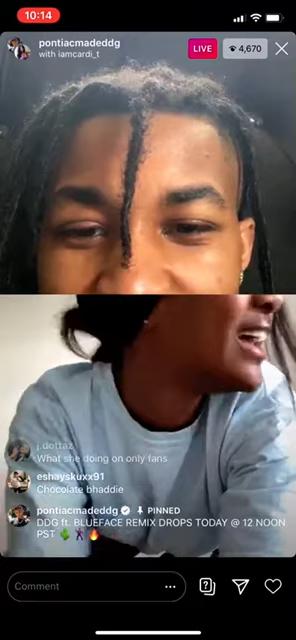 10:14
pontiacmadeddg
with iamcardi_t
LIVE
4,670
j.dottaz
What she doing on only fans
eshayskuxx91
Chocolate bhaddie
pontiacmadeddg PINNED
DDG ft. BLUEFACE REMIX DROPS TODAY @ 12 NOON
PST
Comment